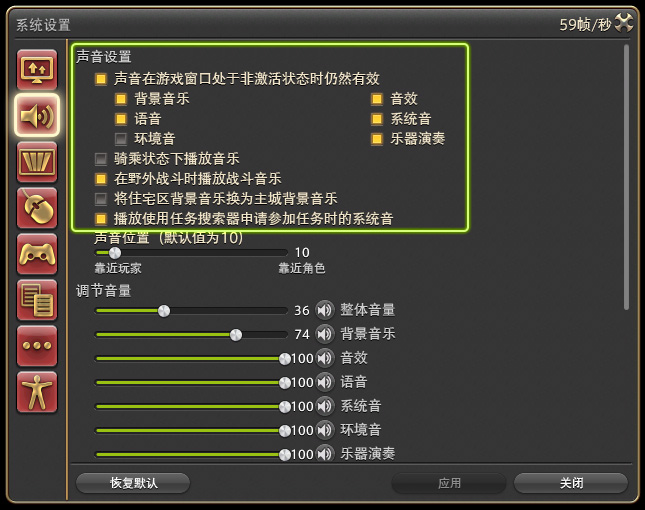 系统设置 59帧/秒
声音设置
声音在游戏窗口处于非激活状态时仍然有效
背景音乐 音效
语音 系统音
环境音 乐器演奏
骑乘状态下播放音乐
在野外战斗时播放战斗音乐
将住宅区背景音乐换为主城背景音乐
播放使用任务搜索器申请参加任务时的系统音
声音位置（默认值为10）
10
靠近玩家 靠近角色
调节音量
36 整体音量
74 背景音乐
100 音效
100 语音
100 系统音
100 环境音
100 乐器演奏
恢复默认 应用 关闭